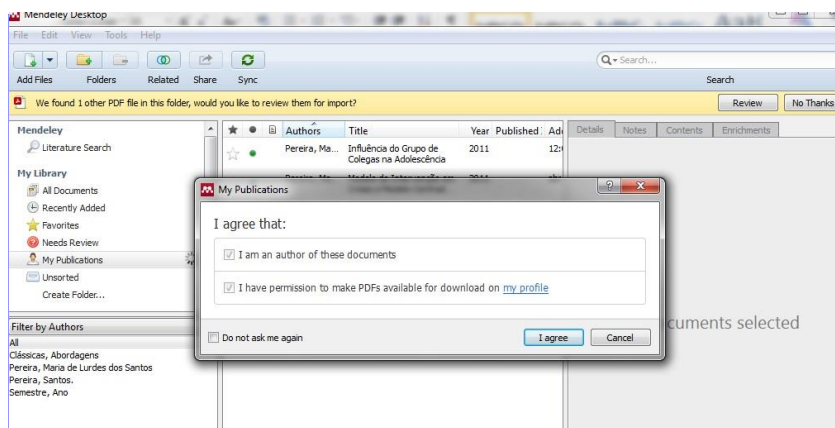 Mendeley Desktop
File Edit View Tools Help
Search...
Add Files Folders Related Share Sync Search
We found 1 other PDF file in this folder, would you like to review them for import? Review No Thanks
Mendeley
Literature Search
My Library
All Documents
Recently Added
Favorites
Needs Review
My Publications
Unsorted
Create Folder...
Filter by Authors
All
Clássicas, Abordagens
Pereira, Maria de Lurdes dos Santos
Pereira, Santos.
Semestre, Ano
Authors Title Year Published
Pereira, Ma... Influência do Grupo de 2011
Colegas na Adolescência
Details Notes Contents Enrichments
My Publications
I agree that:
I am an author of these documents
I have permission to make PDFs available for download on my profile
Do not ask me again I agree Cancel
selected